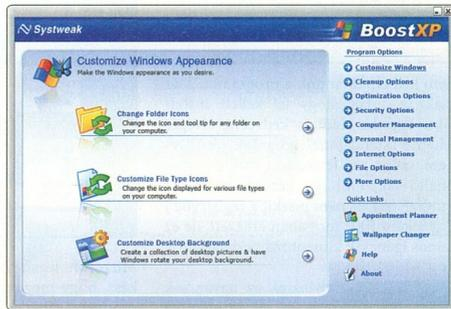 Systweak
BoostXP
Customize Windows Appearance
Make the Windows appearance as you desire.
Change Folder Icons
Change the icon and tool tip for any folder on
your computer.
Customize File Type Icons
Change the icon displayed for various file types
on your computer.
Customize Desktop Background
Create a collection of desktop pictures & have
Windows rotate your desktop background.
Program Options
Customize Windows
Cleanup Options
Optimization Options
Security Options
Computer Management
Personal Management
Internet Options
File Options
More Options
Quick Links
Appointment Planner
Wallpaper Changer
Help
About